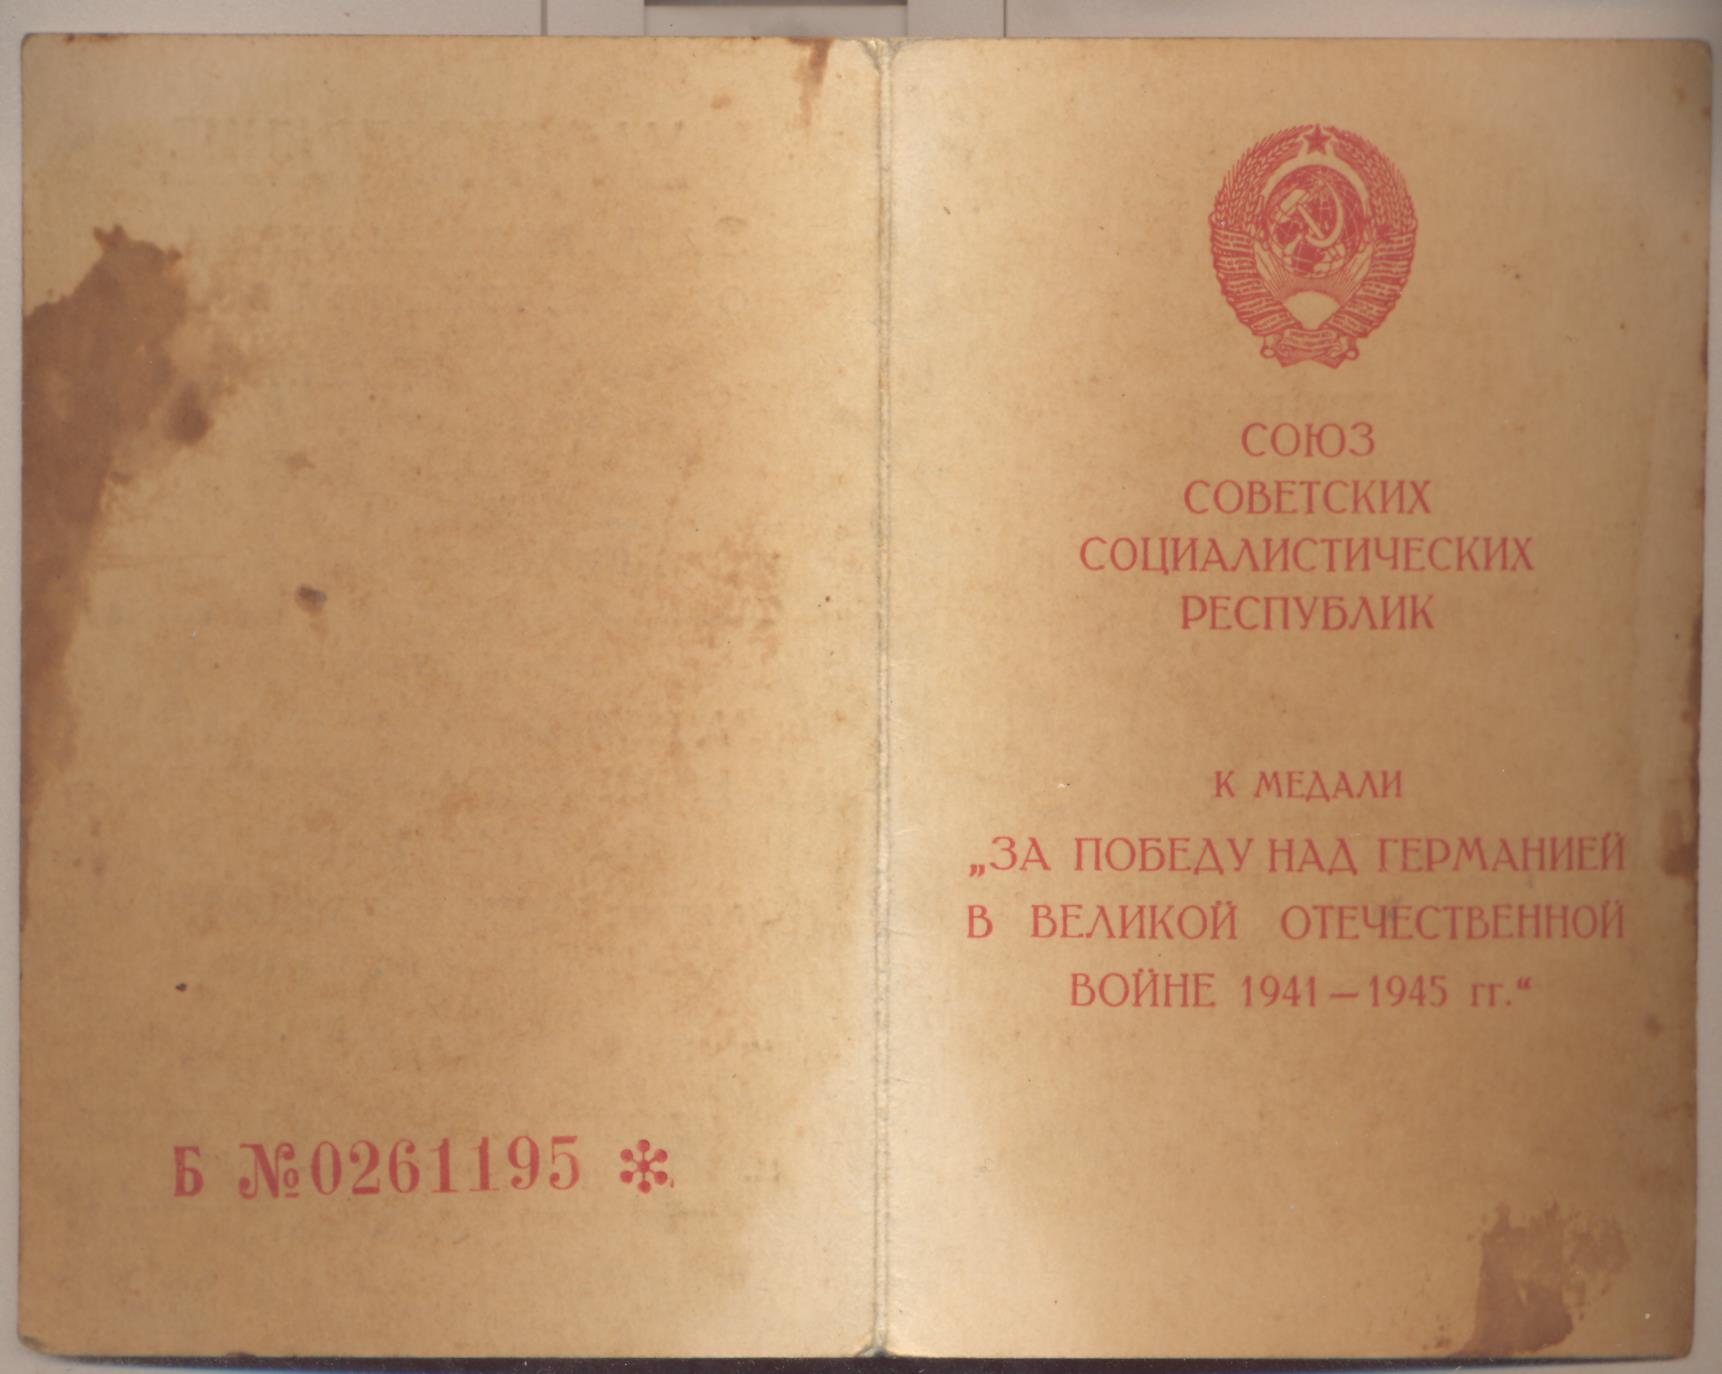 Б №0261195
СОЮЗ
СОВЕТСКИХ
СОЦИАЛИСТИЧЕСКИХ
РЕСПУБЛИК
К МЕДАЛИ
„ЗА ПОБЕДУ НАД ГЕРМАНИЕЙ
В ВЕЛИКОЙ ОТЕЧЕСТВЕННОЙ
ВОЙНЕ 1941—1945 гг.“